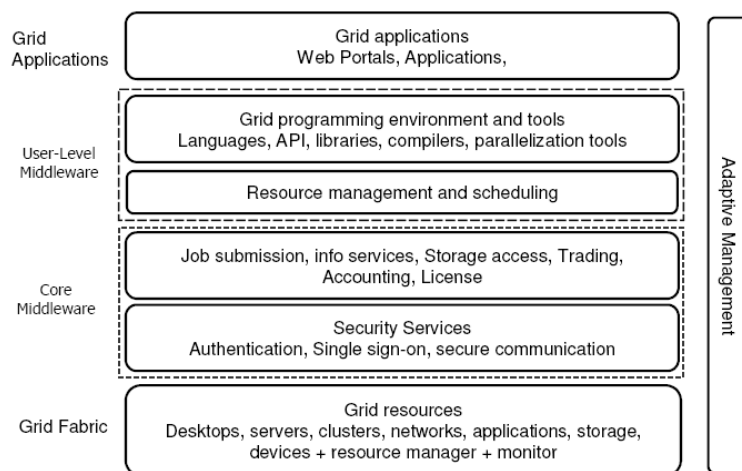 Grid
Applications
Grid applications
Web Portals, Applications,
User-Level
Middleware
Grid programming environment and tools
Languages, API, libraries, compilers, parallelization tools
Resource management and scheduling
Core
Middleware
Job submission, info services, Storage access, Trading,
Accounting, License
Security Services
Authentication, Single sign-on, secure communication
Grid Fabric
Grid resources
Desktops, servers, clusters, networks, applications, storage,
devices + resource manager + monitor
Adaptive Management